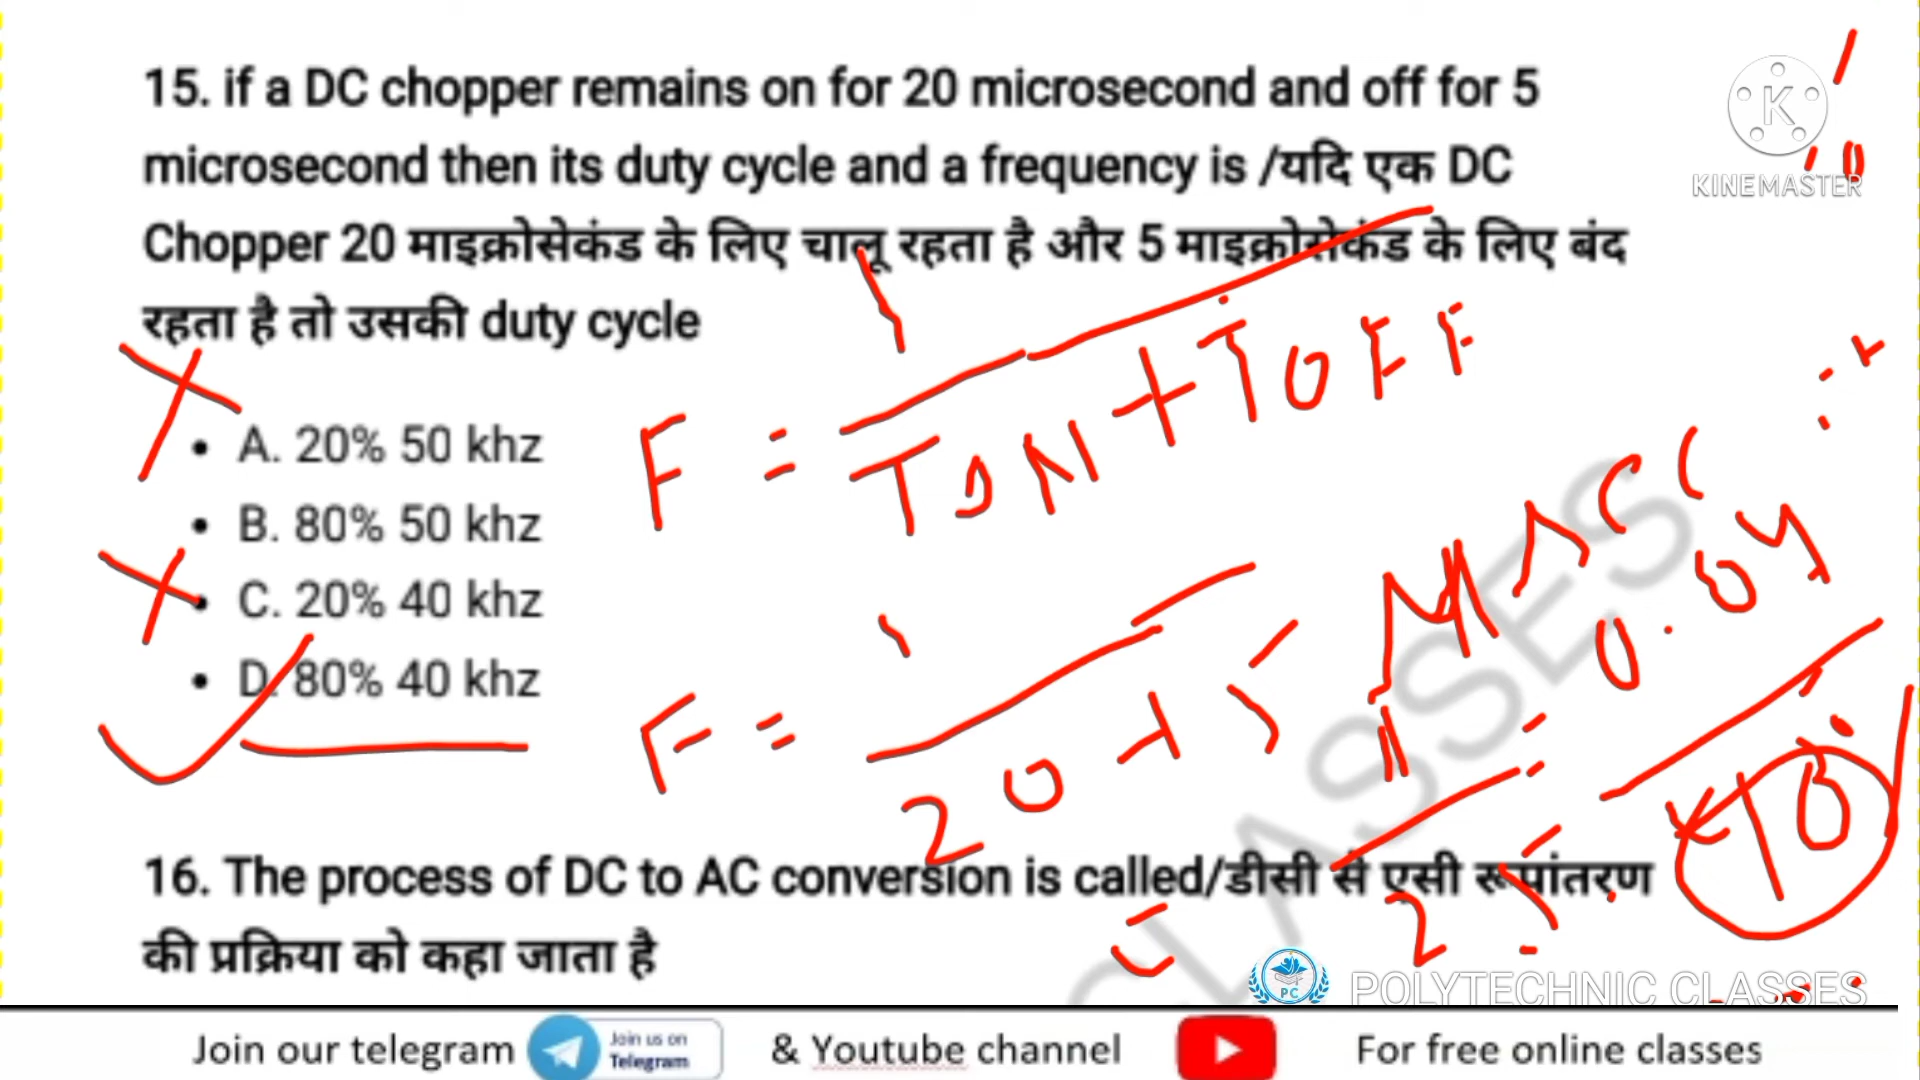 15. if a DC chopper remains on for 20 microsecond and off for 5
microsecond then its duty cycle and a frequency is /यदि एक DC
Chopper 20 माइक्रोसेकंड के लिए चालू रहता है और 5 माइक्रोसेकंड के लिए बंद
रहता है तो उसकी duty cycle
• A. 20% 50 khz
• B. 80% 50 khz
• C. 20% 40 khz
• D. 80% 40 khz
1
F = TON + TOFF
1
F = 20 + 5
0.04
16. The process of DC to AC conversion is called/डीसी से एसी रूपांतरण
की प्रक्रिया को कहा जाता है
KINEMASTER
CLASSES
PC
POLYTECHNIC CLASSES
Join our telegram
Join us on
Telegram
& Youtube channel
For free online classes